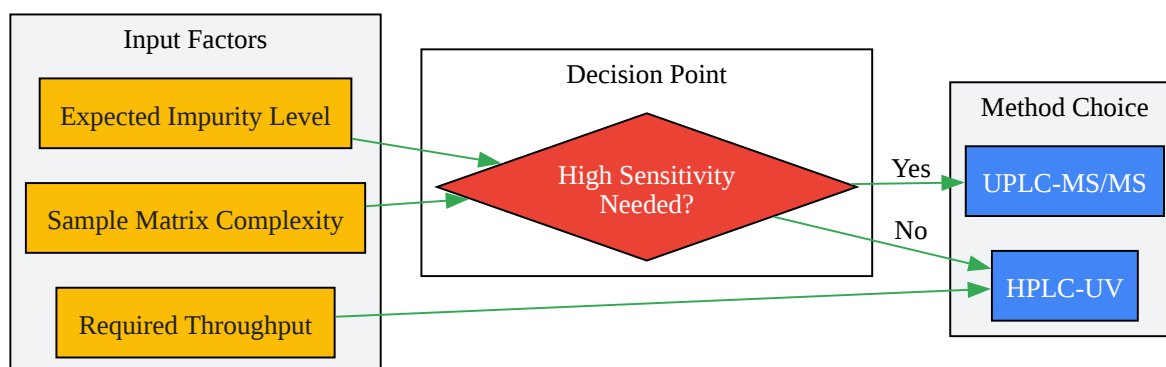 Input Factors
Expected Impurity Level
Sample Matrix Complexity
Required Throughput
Decision Point
High Sensitivity
Needed?
Yes
No
Method Choice
UPLC-MS/MS
HPLC-UV